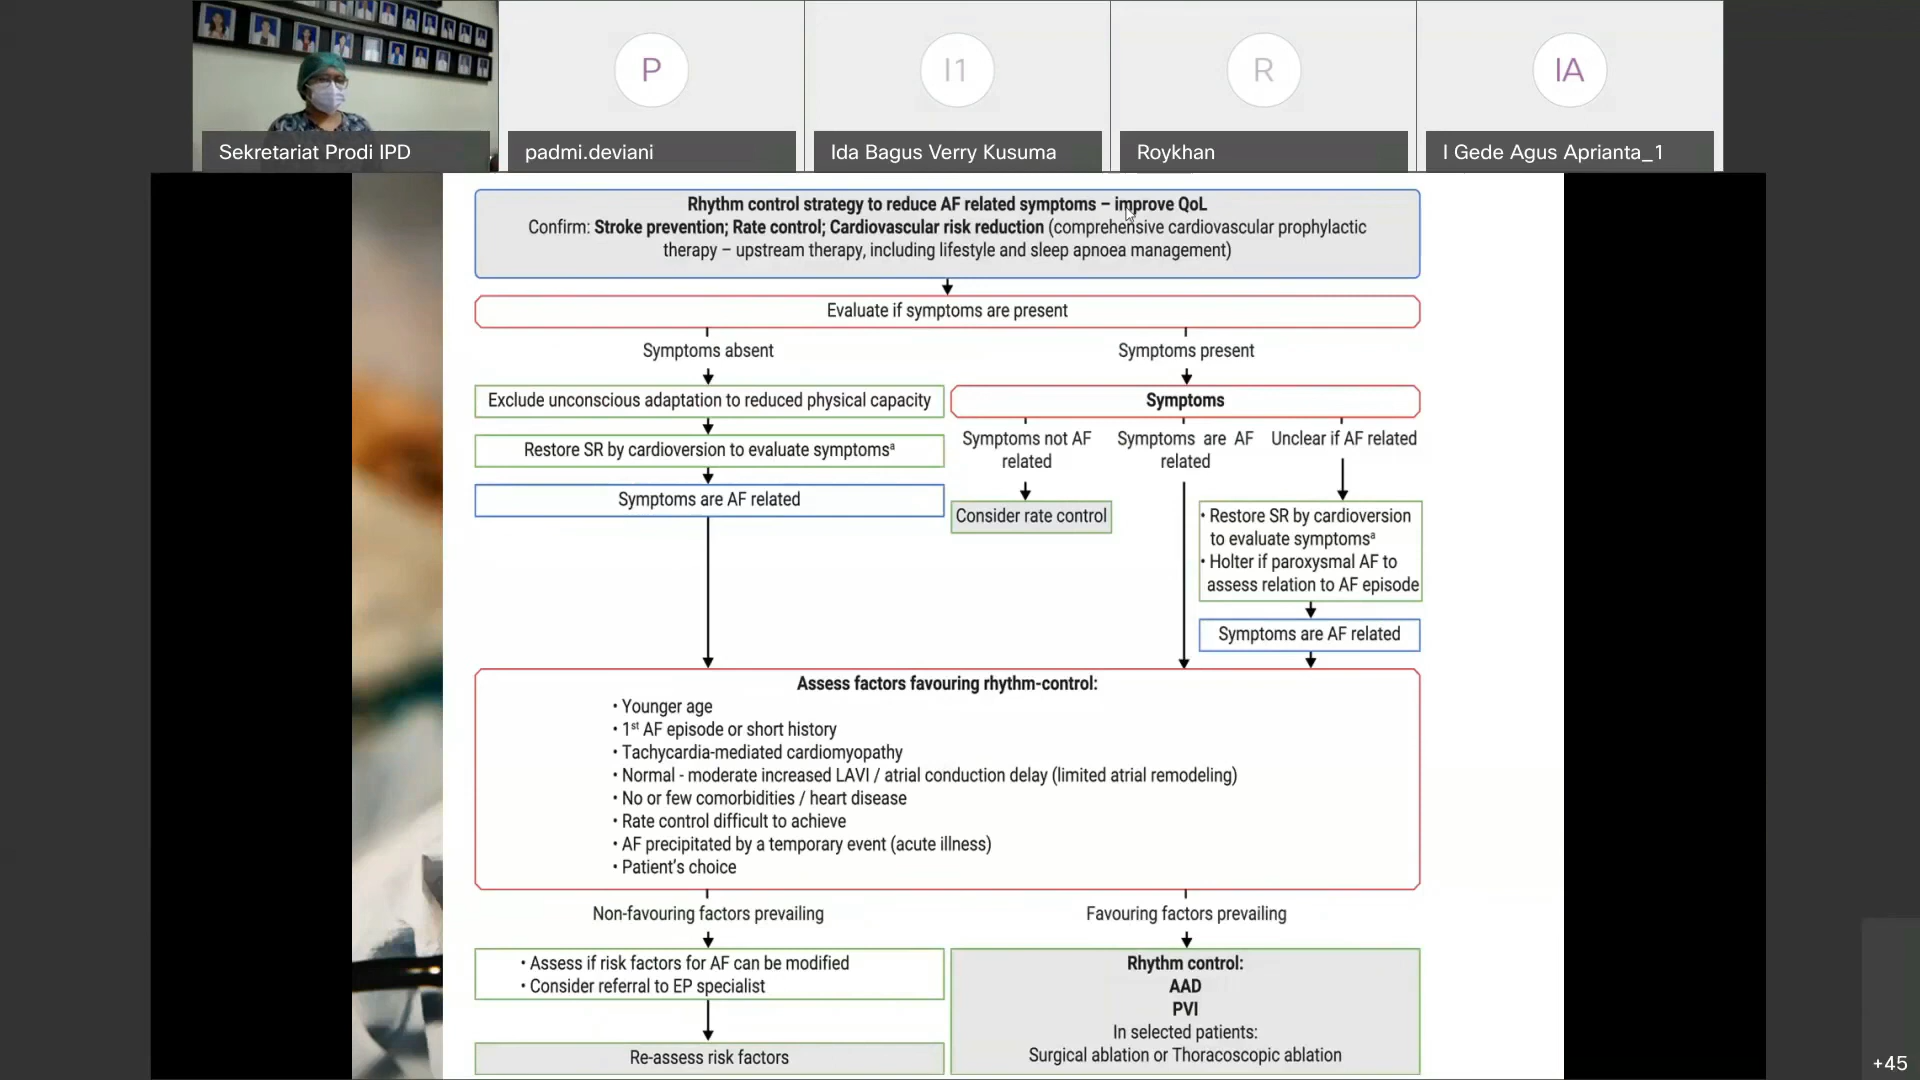 P
I1
R
IA
Sekretariat Prodi IPD
padmi.deviani
Ida Bagus Verry Kusuma
Roykhan
I Gede Agus Aprianta_1
Rhythm control strategy to reduce AF related symptoms – improve QoL
Confirm: Stroke prevention; Rate control; Cardiovascular risk reduction (comprehensive cardiovascular prophylactic
therapy – upstream therapy, including lifestyle and sleep apnoea management)
Evaluate if symptoms are present
Symptoms absent
Symptoms present
Exclude unconscious adaptation to reduced physical capacity
Restore SR by cardioversion to evaluate symptomsᵃ
Symptoms are AF related
Symptoms
Symptoms not AF
related
Consider rate control
Symptoms are AF
related
Unclear if AF related
• Restore SR by cardioversion
to evaluate symptomsᵃ
• Holter if paroxysmal AF to
assess relation to AF episode
Symptoms are AF related
Assess factors favouring rhythm-control:
• Younger age
• 1ˢᵗ AF episode or short history
• Tachycardia-mediated cardiomyopathy
• Normal - moderate increased LAVI / atrial conduction delay (limited atrial remodeling)
• No or few comorbidities / heart disease
• Rate control difficult to achieve
• AF precipitated by a temporary event (acute illness)
• Patient's choice
Non-favouring factors prevailing
• Assess if risk factors for AF can be modified
• Consider referral to EP specialist
Re-assess risk factors
Favouring factors prevailing
Rhythm control:
AAD
PVI
In selected patients:
Surgical ablation or Thoracoscopic ablation
+45